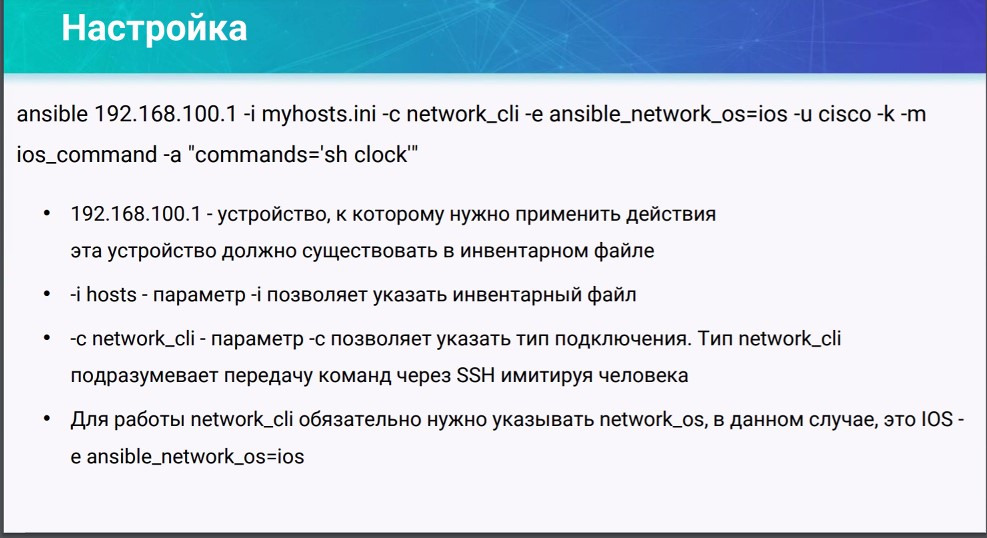 Настройка
ansible 192.168.100.1 -i myhosts.ini -c network_cli -e ansible_network_os=ios -u cisco -k -m
ios_command -a "commands='sh clock'"
• 192.168.100.1 - устройство, к которому нужно применить действия
эта устройство должно существовать в инвентарном файле
• -i hosts - параметр -i позволяет указать инвентарный файл
• -c network_cli - параметр -c позволяет указать тип подключения. Тип network_cli
подразумевает передачу команд через SSH имитируя человека
• Для работы network_cli обязательно нужно указывать network_os, в данном случае, это IOS -
e ansible_network_os=ios